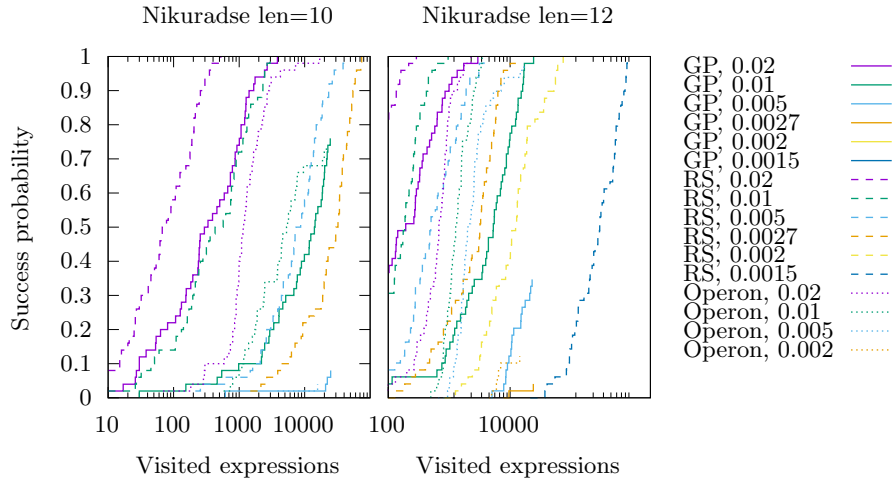 Nikuradse len=10
Nikuradse len=12
Success probability
1
0.9
0.8
0.7
0.6
0.5
0.4
0.3
0.2
0.1
0
10 100 1000 10000
Visited expressions
100 10000
Visited expressions
GP, 0.02
GP, 0.01
GP, 0.005
GP, 0.0027
GP, 0.002
GP, 0.0015
RS, 0.02
RS, 0.01
RS, 0.005
RS, 0.0027
RS, 0.002
RS, 0.0015
Operon, 0.02
Operon, 0.01
Operon, 0.005
Operon, 0.002